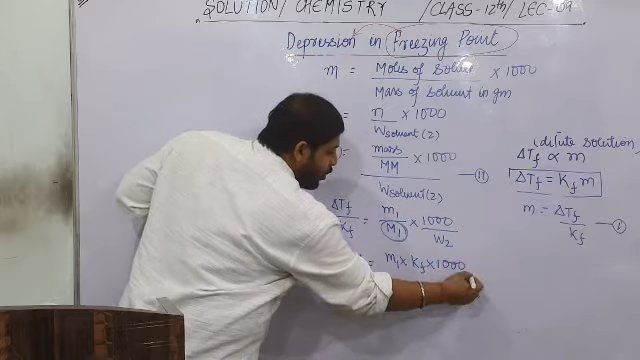 SOLUTION/ CHEMISTRY /CLASS-12th/ LEC-09
Depression in Freezing Point
m = Moles of Solute × 1000
Mass of Solvent in gm
= n × 1000
Wsolvent (g)
= mass × 1000
MM
Wsolvent (g) — (II)
ΔTf = m1 × 1000
Kf M1 W2
= m1 × Kf × 1000
(dilute solution)
ΔTf ∝ m
ΔTf = Kf m
m = ΔTf — (I)
Kf